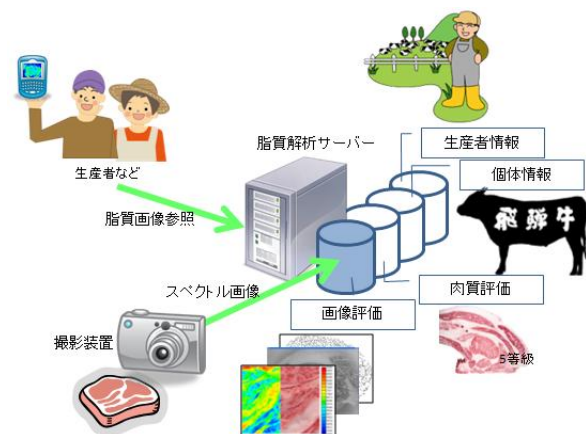 脂質解析サーバー
生産者情報
生産者など
個体情報
脂質画像参照
飛騨牛
スペクトル画像
肉質評価
画像評価
撮影装置
5等級